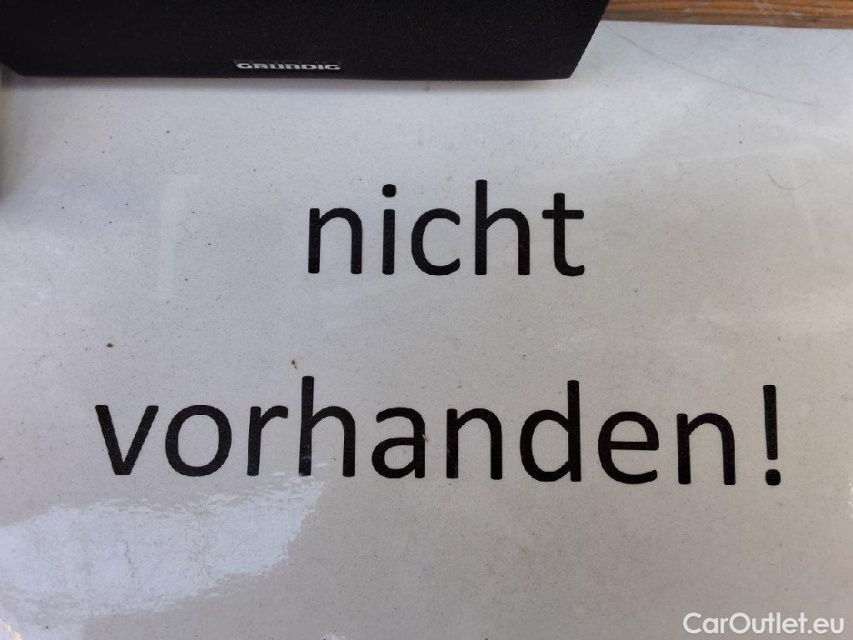 GRUNDIG
nicht
vorhanden!
CarOutlet.eu